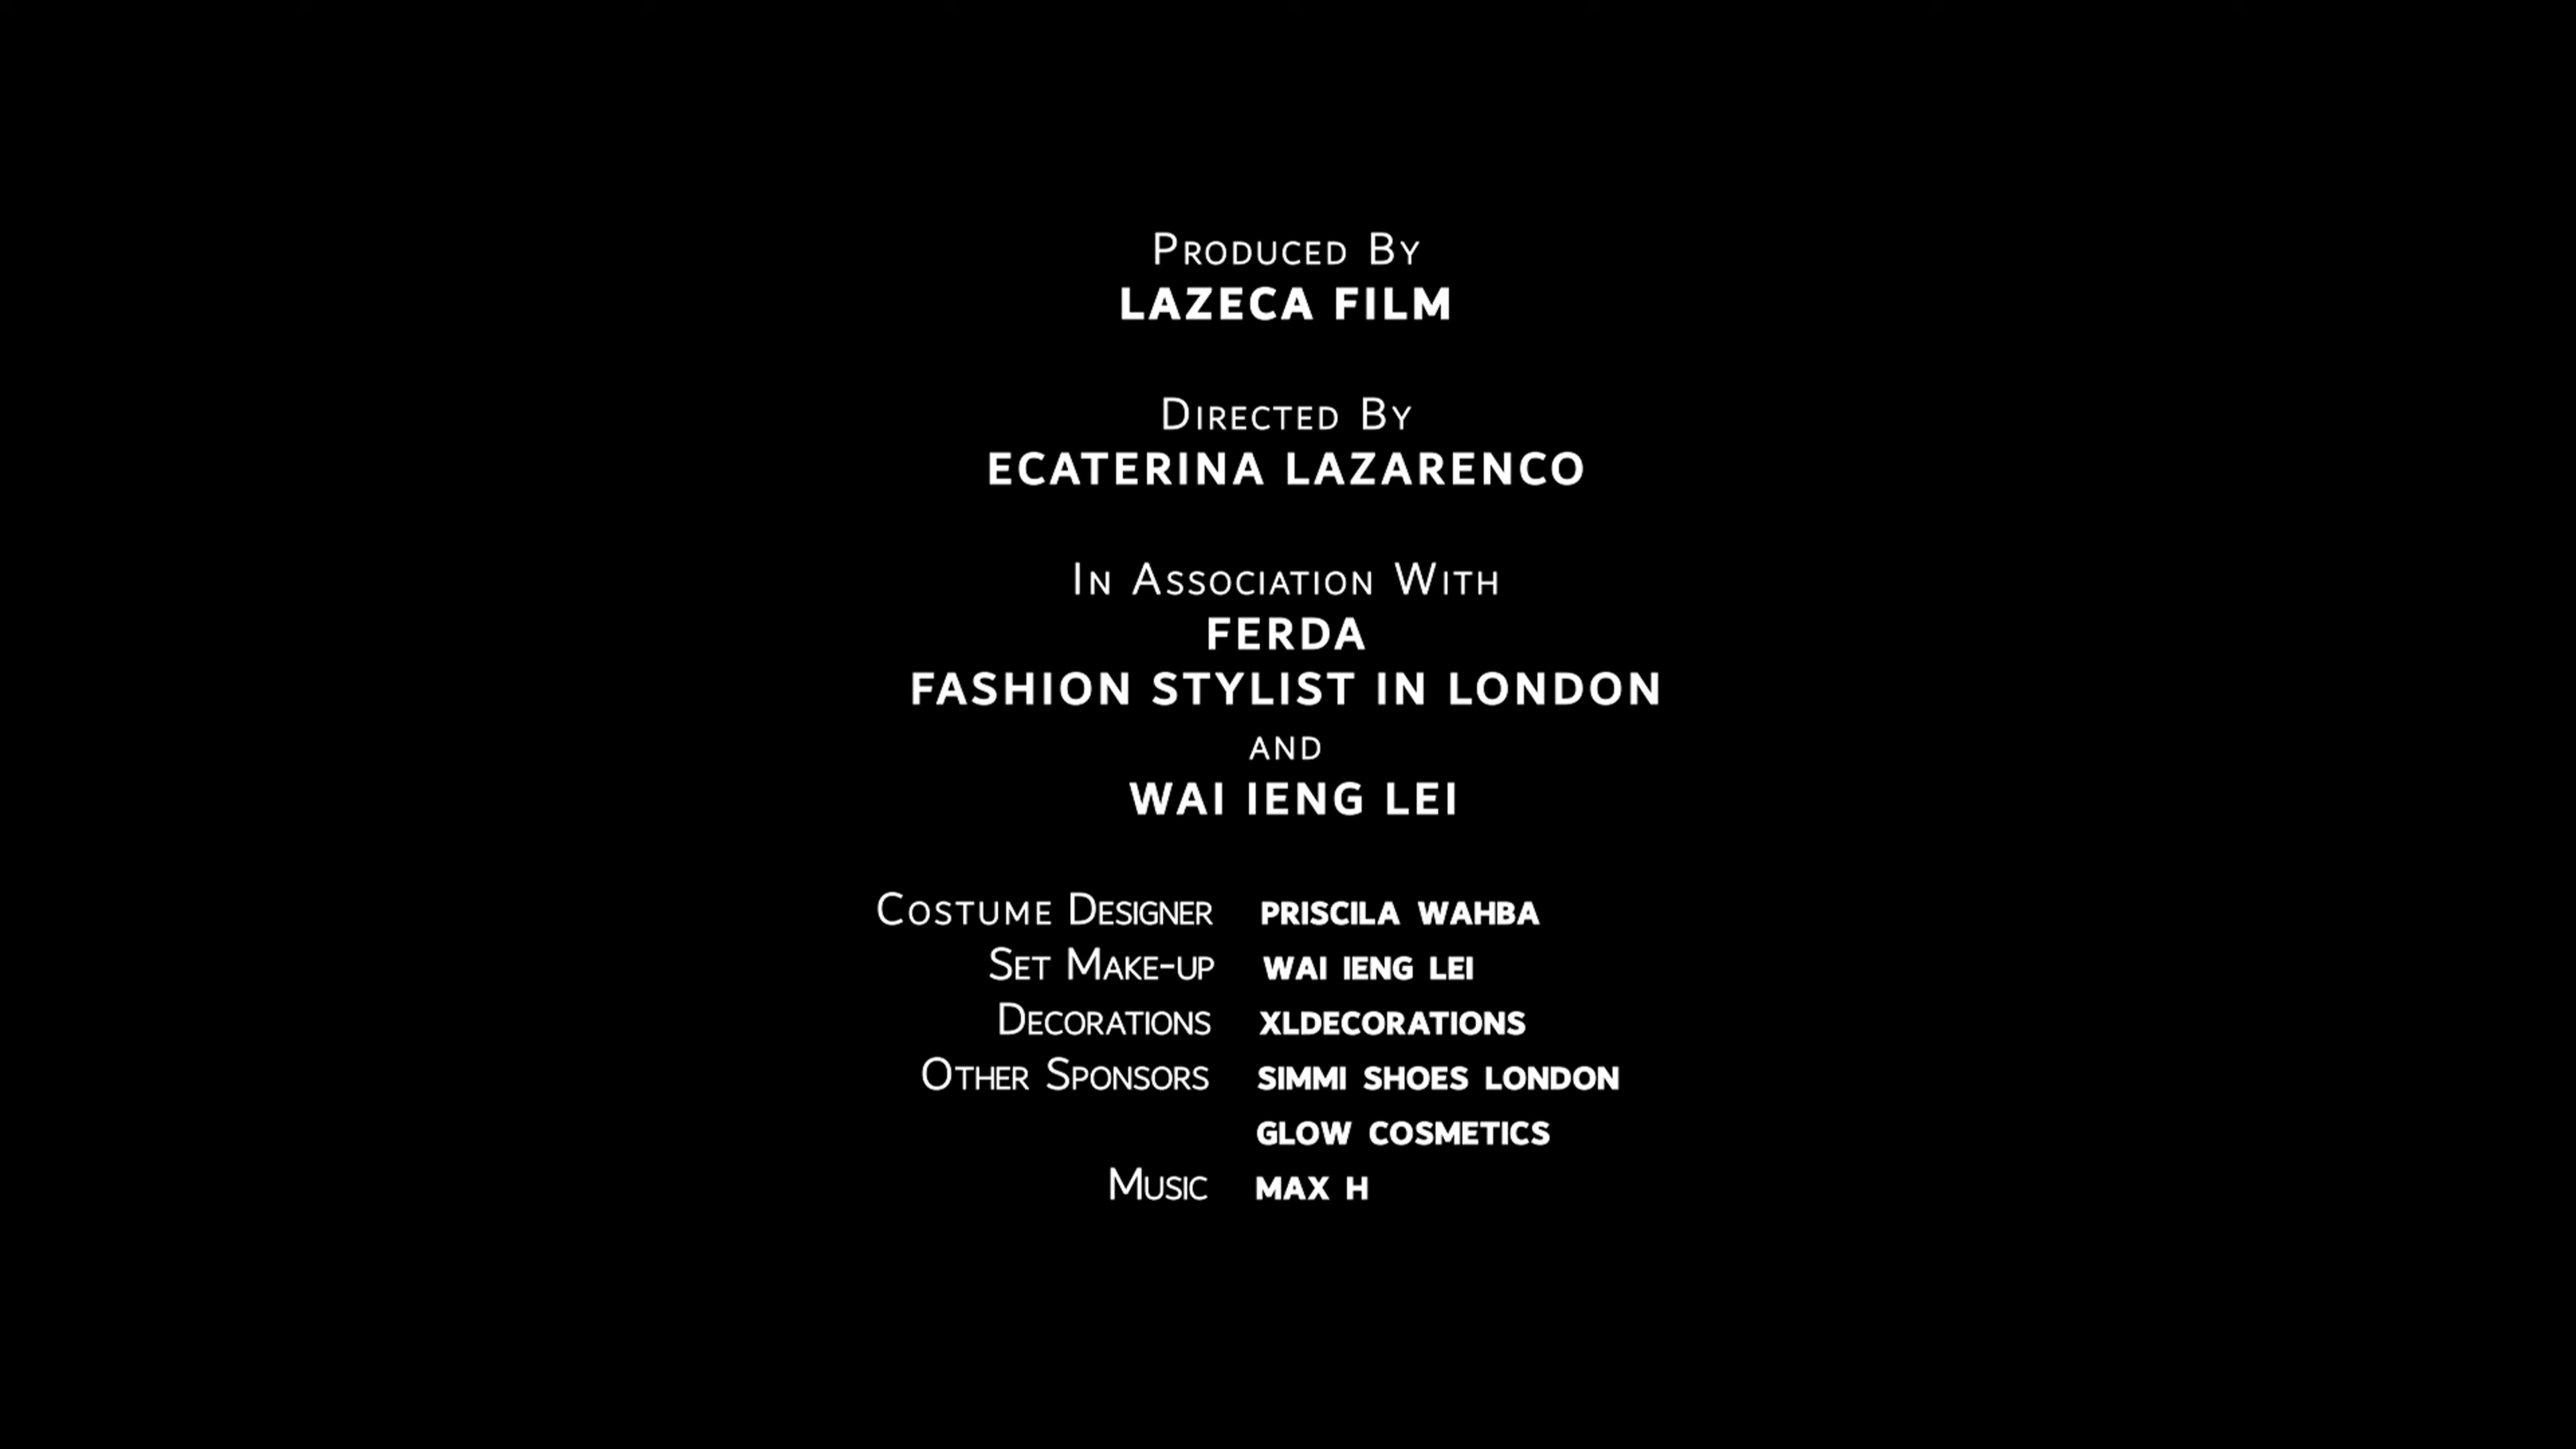 Produced By
LAZECA FILM
Directed By
ECATERINA LAZARENCO
In Association With
FERDA
FASHION STYLIST IN LONDON
AND
WAI IENG LEI
Costume Designer PRISCILA WAHBA
Set Make-up WAI IENG LEI
Decorations XLDECORATIONS
Other Sponsors SIMMI SHOES LONDON
GLOW COSMETICS
Music MAX H